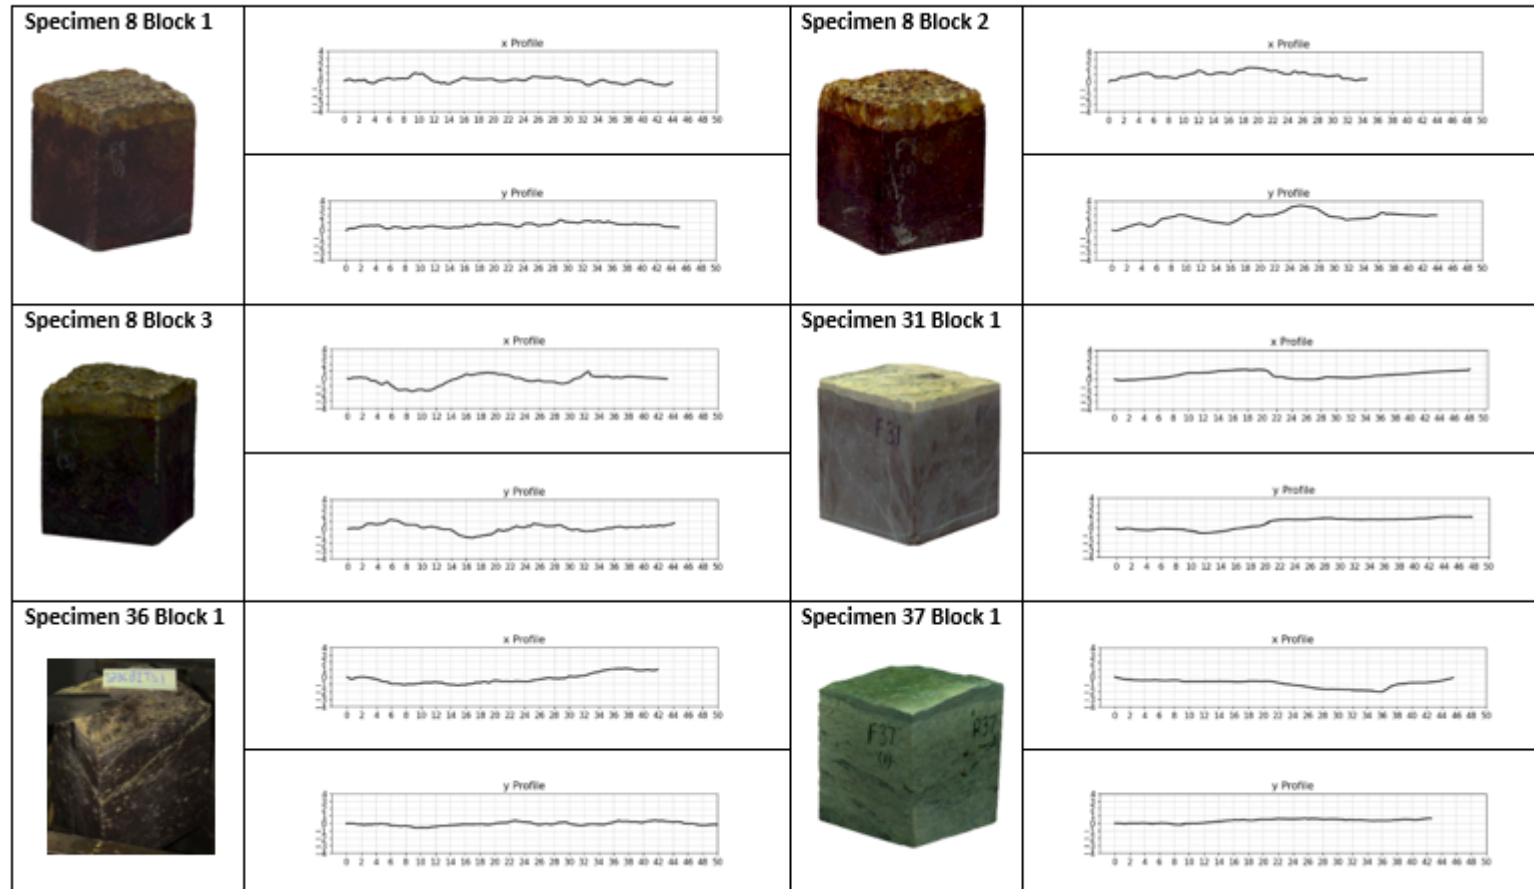 Specimen 8 Block 1
x Profile
0 2 4 6 8 10 12 14 16 18 20 22 24 26 28 30 32 34 36 38 40 42 44 46 48 50
y Profile
0 2 4 6 8 10 12 14 16 18 20 22 24 26 28 30 32 34 36 38 40 42 44 46 48 50
Specimen 8 Block 2
x Profile
0 2 4 6 8 10 12 14 16 18 20 22 24 26 28 30 32 34 36 38 40 42 44 46 48 50
y Profile
0 2 4 6 8 10 12 14 16 18 20 22 24 26 28 30 32 34 36 38 40 42 44 46 48 50
Specimen 8 Block 3
x Profile
0 2 4 6 8 10 12 14 16 18 20 22 24 26 28 30 32 34 36 38 40 42 44 46 48 50
y Profile
0 2 4 6 8 10 12 14 16 18 20 22 24 26 28 30 32 34 36 38 40 42 44 46 48 50
Specimen 31 Block 1
F31
x Profile
0 2 4 6 8 10 12 14 16 18 20 22 24 26 28 30 32 34 36 38 40 42 44 46 48 50
y Profile
0 2 4 6 8 10 12 14 16 18 20 22 24 26 28 30 32 34 36 38 40 42 44 46 48 50
Specimen 36 Block 1
x Profile
0 2 4 6 8 10 12 14 16 18 20 22 24 26 28 30 32 34 36 38 40 42 44 46 48 50
y Profile
0 2 4 6 8 10 12 14 16 18 20 22 24 26 28 30 32 34 36 38 40 42 44 46 48 50
Specimen 37 Block 1
F37
(1)
R37
x Profile
0 2 4 6 8 10 12 14 16 18 20 22 24 26 28 30 32 34 36 38 40 42 44 46 48 50
y Profile
0 2 4 6 8 10 12 14 16 18 20 22 24 26 28 30 32 34 36 38 40 42 44 46 48 50